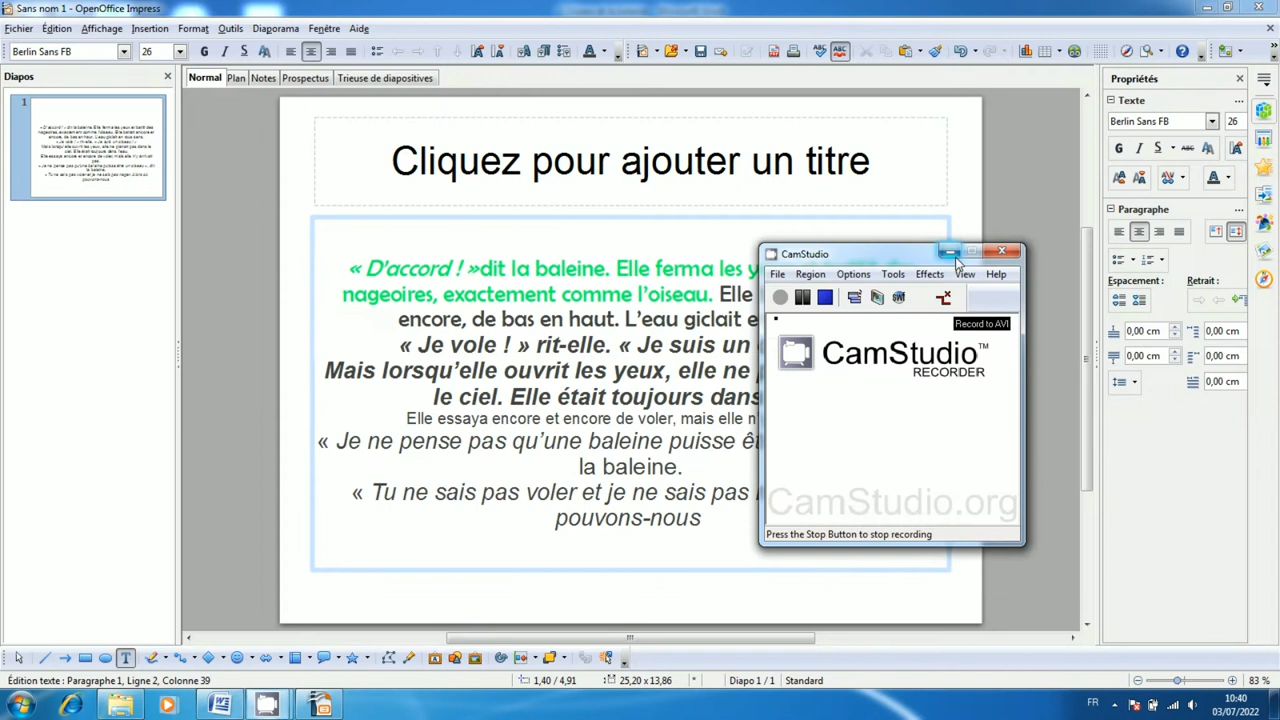 Sans nom 1 - OpenOffice Impress
Fichier Édition Affichage Insertion Format Outils Diaporama Fenêtre Aide
Berlin Sans FB 26
Diapos
Normal Plan Notes Prospectus Trieuse de diapositives
Propriétés
Texte
Berlin Sans FB 26
Paragraphe
Espacement : Retrait :
0,00 cm 0,00 cm
0,00 cm 0,00 cm
0,00 cm
1
Cliquez pour ajouter un titre
« D'accord ! »dit la baleine. Elle ferma les y
nageoires, exactement comme l'oiseau. Elle
encore, de bas en haut. L'eau giclait e
« Je vole ! » rit-elle. « Je suis un
Mais lorsqu'elle ouvrit les yeux, elle ne
le ciel. Elle était toujours dans
Elle essaya encore et encore de voler, mais elle n'
« Je ne pense pas qu'une baleine puisse êt
la baleine.
« Tu ne sais pas voler et je ne sais pas
pouvons-nous
CamStudio
File Region Options Tools Effects View Help
Record to AVI
CamStudio™
RECORDER
CamStudio.org
Press the Stop Button to stop recording
Édition texte : Paragraphe 1, Ligne 2, Colonne 39 1,40 / 4,91 25,20 x 13,86 * Diapo 1 / 1 Standard 83 %
FR 10:40
03/07/2022